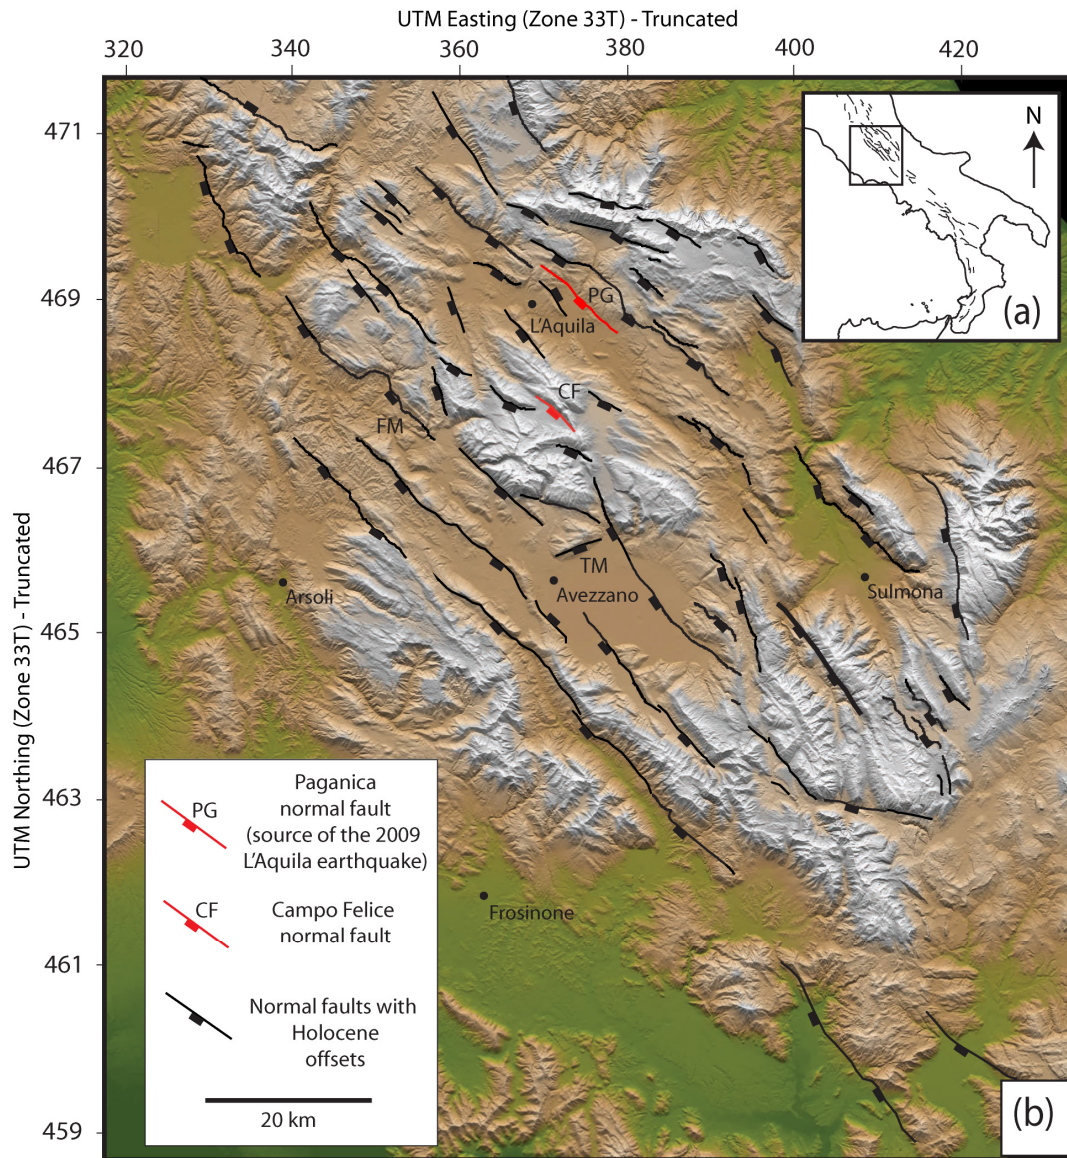 UTM Easting (Zone 33T) - Truncated
320 340 360 380 400 420
UTM Northing (Zone 33T) - Truncated
471
469
467
465
463
461
459
N
(a)
PG
L'Aquila
CF
FM
TM
Avezzano
Arsoli
Sulmona
Frosinone
PG
Paganica
normal fault
(source of the 2009
L'Aquila earthquake)
CF
Campo Felice
normal fault
Normal faults with
Holocene
offsets
20 km
(b)